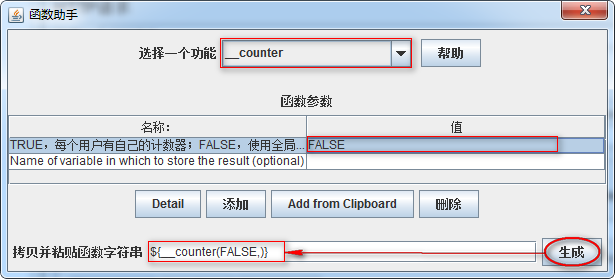 函数助手
选择一个功能 __counter 帮助
函数参数
名称: 值
TRUE，每个用户有自己的计数器；FALSE，使用全局... FALSE
Name of variable in which to store the result (optional)
Detail 添加 Add from Clipboard 删除
拷贝并粘贴函数字符串 ${__counter(FALSE,)} 生成